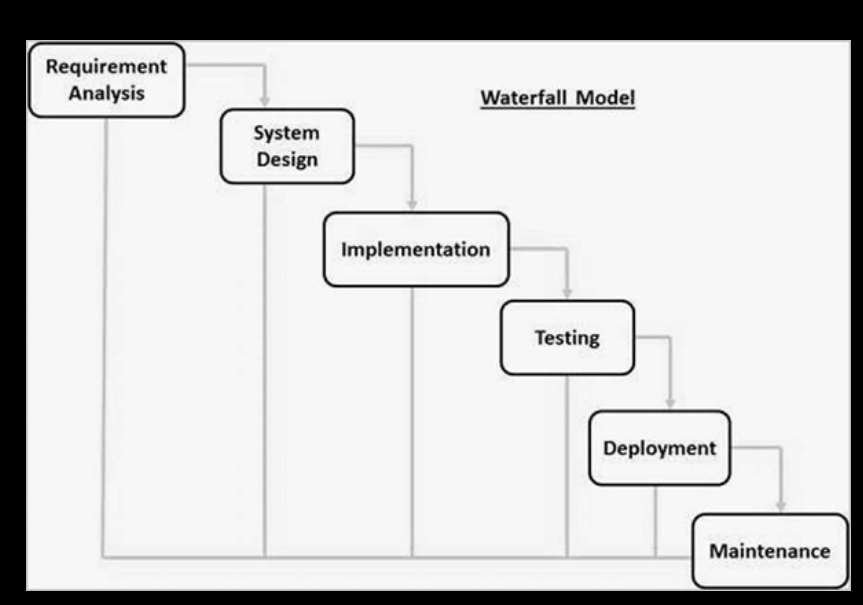 Requirement
Analysis
Waterfall Model
System
Design
Implementation
Testing
Deployment
Maintenance